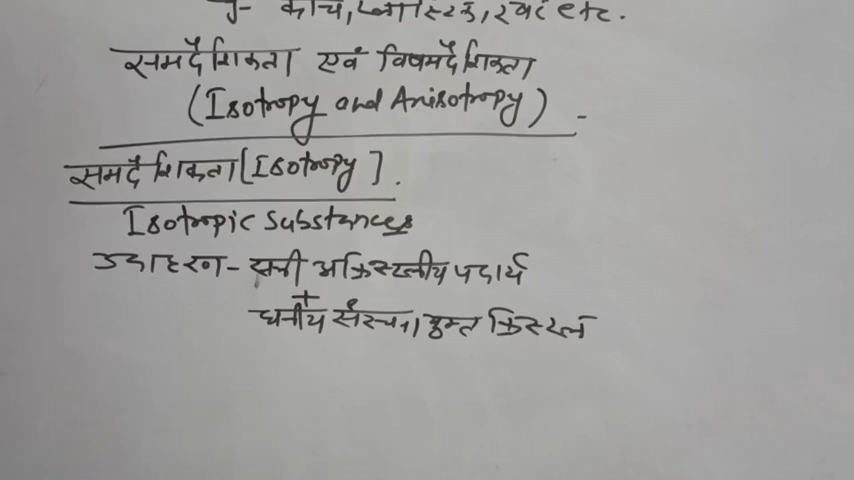 काँच, प्लास्टिक, रबर etc.
समदैशिकता एवं विषमदैशिकता
(Isotropy and Anisotropy)
समदैशिकता [Isotropy].
Isotropic Substances
उदाहरण - सभी अक्रिस्टलीय पदार्थ
+
घनीय संरचना युक्त क्रिस्टल